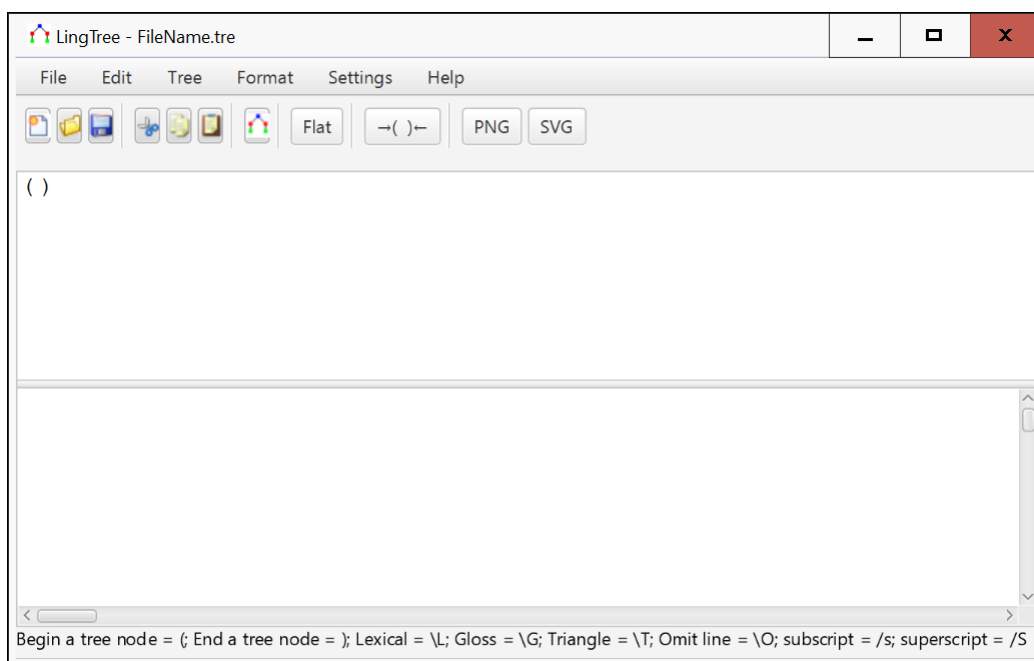 LingTree - FileName.tre
File Edit Tree Format Settings Help
Flat →( )← PNG SVG
( )
Begin a tree node = (; End a tree node = ); Lexical = \L; Gloss = \G; Triangle = \T; Omit line = \O; subscript = /s; superscript = /S